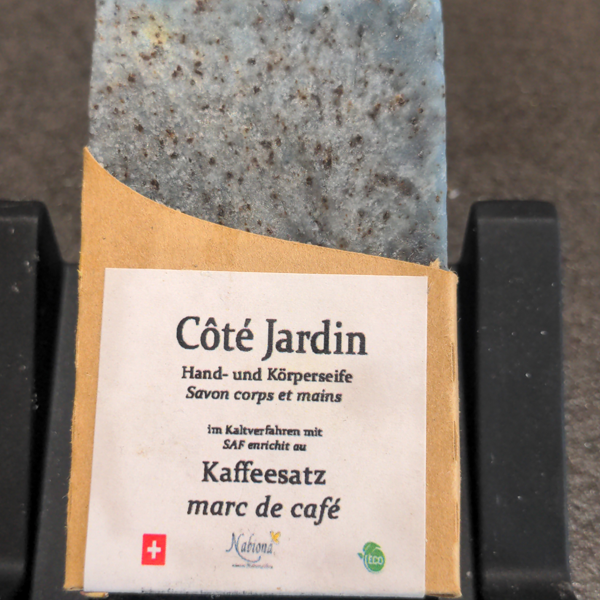 Côté Jardin
Hand- und Körperseife
Savon corps et mains
im Kaltverfahren mit
SAF enrichit au
Kaffeesatz
marc de café
Nabiona
ECO